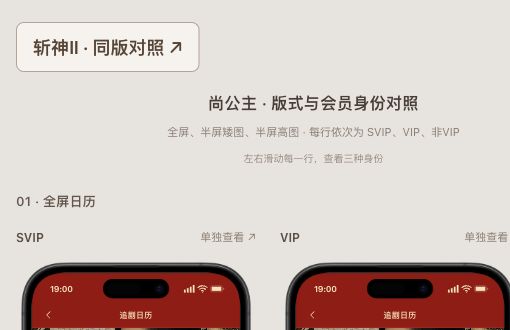 斩神II · 同版对照 ↗
尚公主 · 版式与会员身份对照
全屏、半屏矮图、半屏高图 · 每行依次为 SVIP、VIP、非VIP
左右滑动每一行，查看三种身份
01 · 全屏日历
SVIP 单独查看 ↗ VIP 单独查看
19:00 19:00
追剧日历 追剧日历